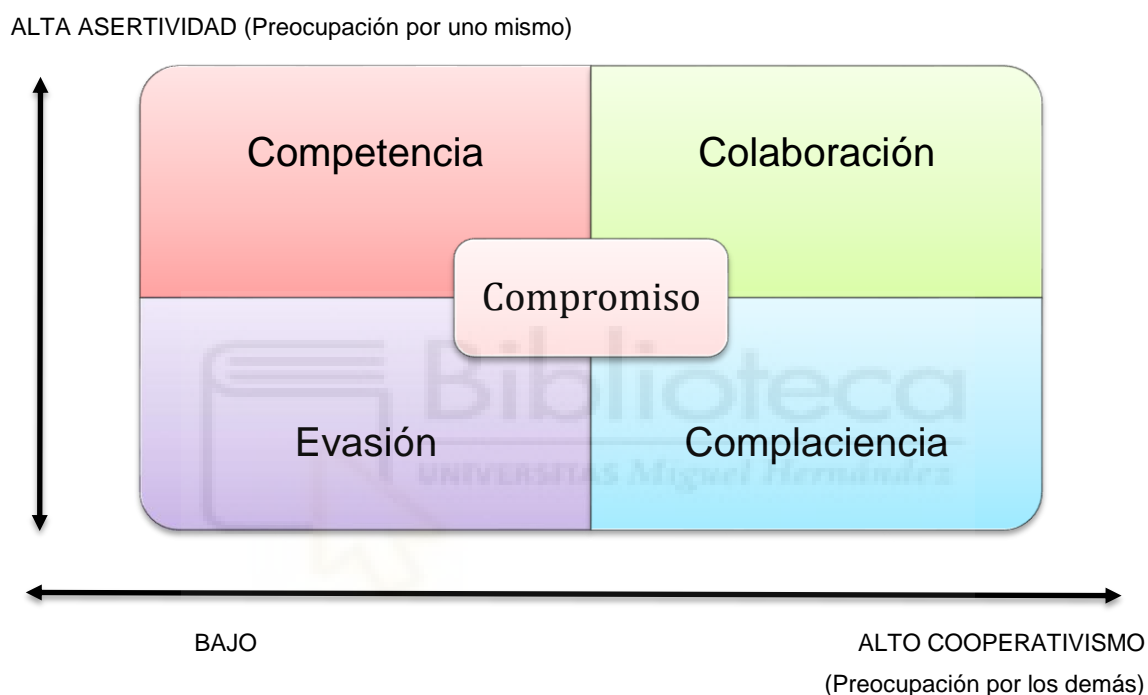 ALTA ASERTIVIDAD (Preocupación por uno mismo)
Competencia
Colaboración
Compromiso
Biblioteca
Evasión
Complaciencia
UNIVERSITAS Miguel Hernández
BAJO
ALTO COOPERATIVISMO
(Preocupación por los demás)